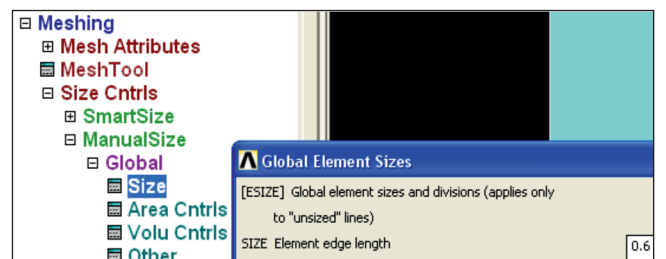 Meshing
Mesh Attributes
MeshTool
Size Cntrls
SmartSize
ManualSize
Global
Size
Area Cntrls
Volu Cntrls
Other
Global Element Sizes
[ESIZE] Global element sizes and divisions (applies only
to "unsized" lines)
SIZE Element edge length
0.6